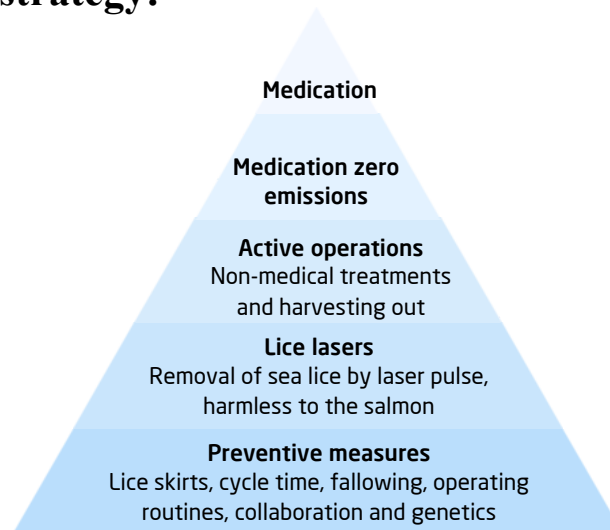 strategy?
Medication
Medication zero
emissions
Active operations
Non-medical treatments
and harvesting out
Lice lasers
Removal of sea lice by laser pulse,
harmless to the salmon
Preventive measures
Lice skirts, cycle time, fallowing, operating
routines, collaboration and genetics